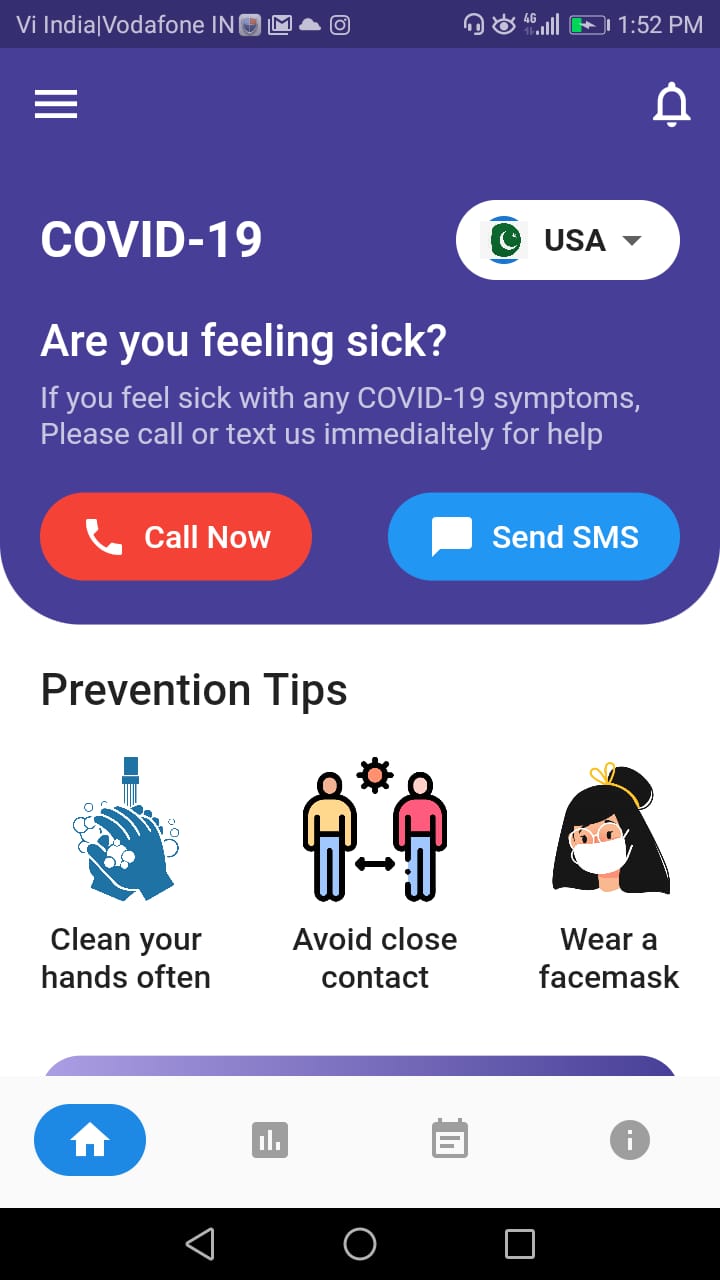 Vi India|Vodafone IN
4G
1:52 PM
COVID-19
USA
Are you feeling sick?
If you feel sick with any COVID-19 symptoms,
Please call or text us immedialtely for help
Call Now
Send SMS
Prevention Tips
Clean your
hands often
Avoid close
contact
Wear a
facemask